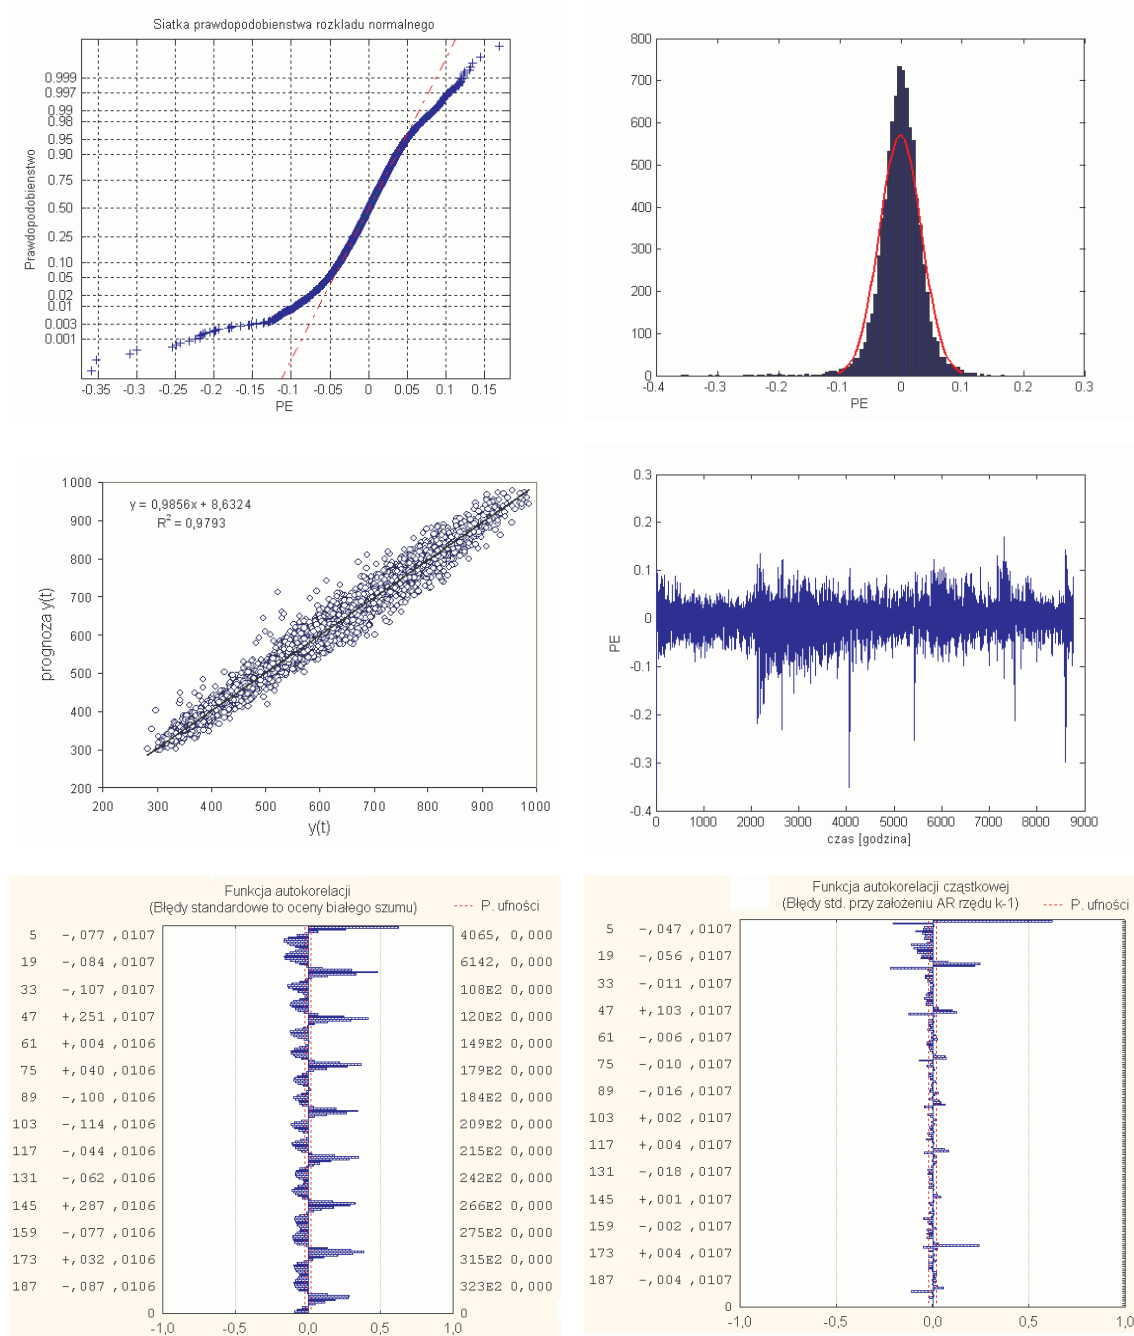 Siatka prawdopodobienstwa rozkladu normalnego
Prawdopodobienstwo
0.999
0.997
0.99
0.98
0.95
0.90
0.75
0.50
0.25
0.10
0.05
0.02
0.01
0.003
0.001
-0.35 -0.3 -0.25 -0.2 -0.15 -0.1 -0.05 0 0.05 0.1 0.15
PE
800
700
600
500
400
300
200
100
0
-0.4 -0.3 -0.2 -0.1 0 0.1 0.2 0.3
PE
y = 0,9856x + 8,6324
R² = 0,9793
prognoza y(t)
1000
900
800
700
600
500
400
300
200
200 300 400 500 600 700 800 900 1000
y(t)
0.3
0.2
0.1
0
-0.1
-0.2
-0.3
-0.4
PE
0 1000 2000 3000 4000 5000 6000 7000 8000 9000
czas [godzina]
Funkcja autokorelacji
(Błędy standardowe to oceny białego szumu)
P. ufności
5 -,077 ,0107 4065, 0,000
19 -,084 ,0107 6142, 0,000
33 -,107 ,0107 108E2 0,000
47 +,251 ,0107 120E2 0,000
61 +,004 ,0106 149E2 0,000
75 +,040 ,0106 179E2 0,000
89 -,100 ,0106 184E2 0,000
103 -,114 ,0106 209E2 0,000
117 -,044 ,0106 215E2 0,000
131 -,062 ,0106 242E2 0,000
145 +,287 ,0106 266E2 0,000
159 -,077 ,0106 275E2 0,000
173 +,032 ,0106 315E2 0,000
187 -,087 ,0106 323E2 0,000
0 0
-1,0 -0,5 0,0 0,5 1,0
Funkcja autokorelacji cząstkowej
(Błędy std. przy założeniu AR rzędu k-1)
P. ufności
5 -,047 ,0107
19 -,056 ,0107
33 -,011 ,0107
47 +,103 ,0107
61 -,006 ,0107
75 -,010 ,0107
89 -,016 ,0107
103 +,002 ,0107
117 +,004 ,0107
131 -,018 ,0107
145 +,001 ,0107
159 -,002 ,0107
173 +,004 ,0107
187 -,004 ,0107
0
-1,0 -0,5 0,0 0,5 1,0